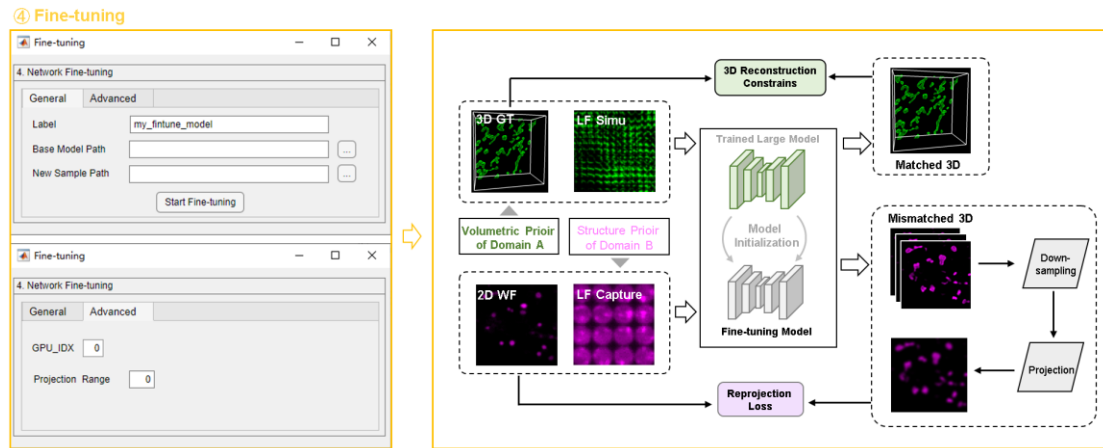 ④ Fine-tuning
Fine-tuning
4. Network Fine-tuning
General
Advanced
Label
my_fintune_model
Base Model Path
...
New Sample Path
...
Start Fine-tuning
Fine-tuning
4. Network Fine-tuning
General
Advanced
GPU_IDX
0
Projection Range
0
3D Reconstruction
Constrains
3D GT
LF Simu
Trained Large Model
Matched 3D
Volumetric Prioir
of Domain A
Structure Prioir
of Domain B
Model
Initialization
Mismatched 3D
Down-
sampling
2D WF
LF Capture
Fine-tuning Model
Projection
Reprojection
Loss